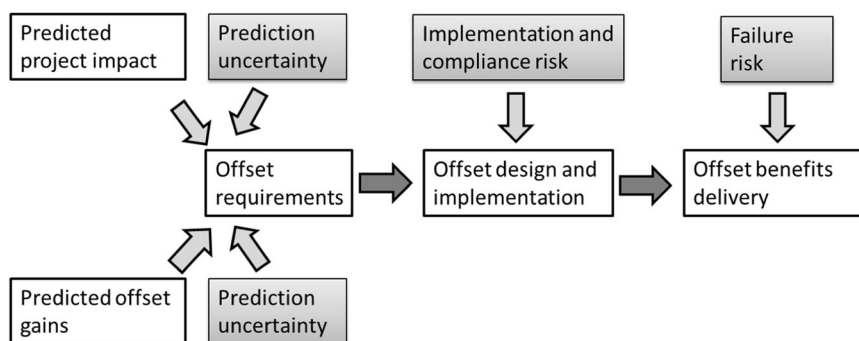 Predicted
project impact
Prediction
uncertainty
Implementation and
compliance risk
Failure
risk
Offset
requirements
Offset design and
implementation
Offset benefits
delivery
Predicted offset
gains
Prediction
uncertainty